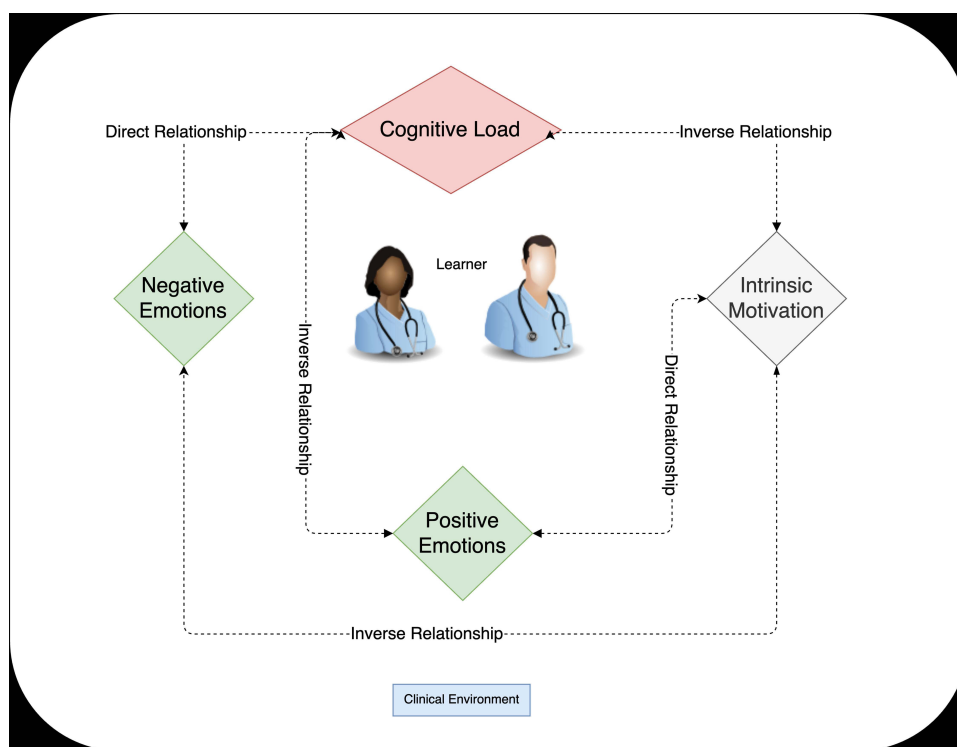 Cognitive Load
Direct Relationship
Inverse Relationship
Learner
Negative
Emotions
Intrinsic
Motivation
Inverse Relationship
Direct Relationship
Positive
Emotions
Inverse Relationship
Clinical Environment